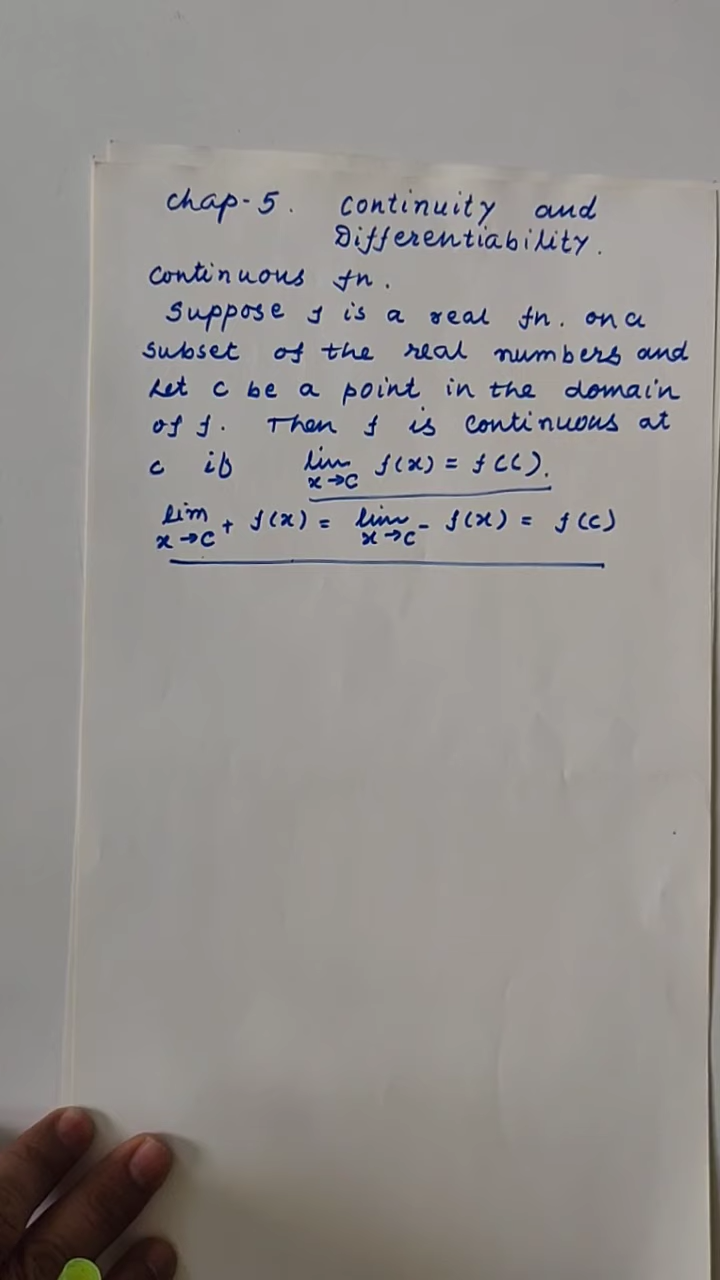 Chap-5. Continuity and
Differentiability.
Continuous fn.
Suppose f is a real fn. on a
subset of the real numbers and
Let c be a point in the domain
of f. Then f is continuous at
c if lim x→c f(x) = f(c).
lim x→c+ f(x) = lim x→c- f(x) = f(c)